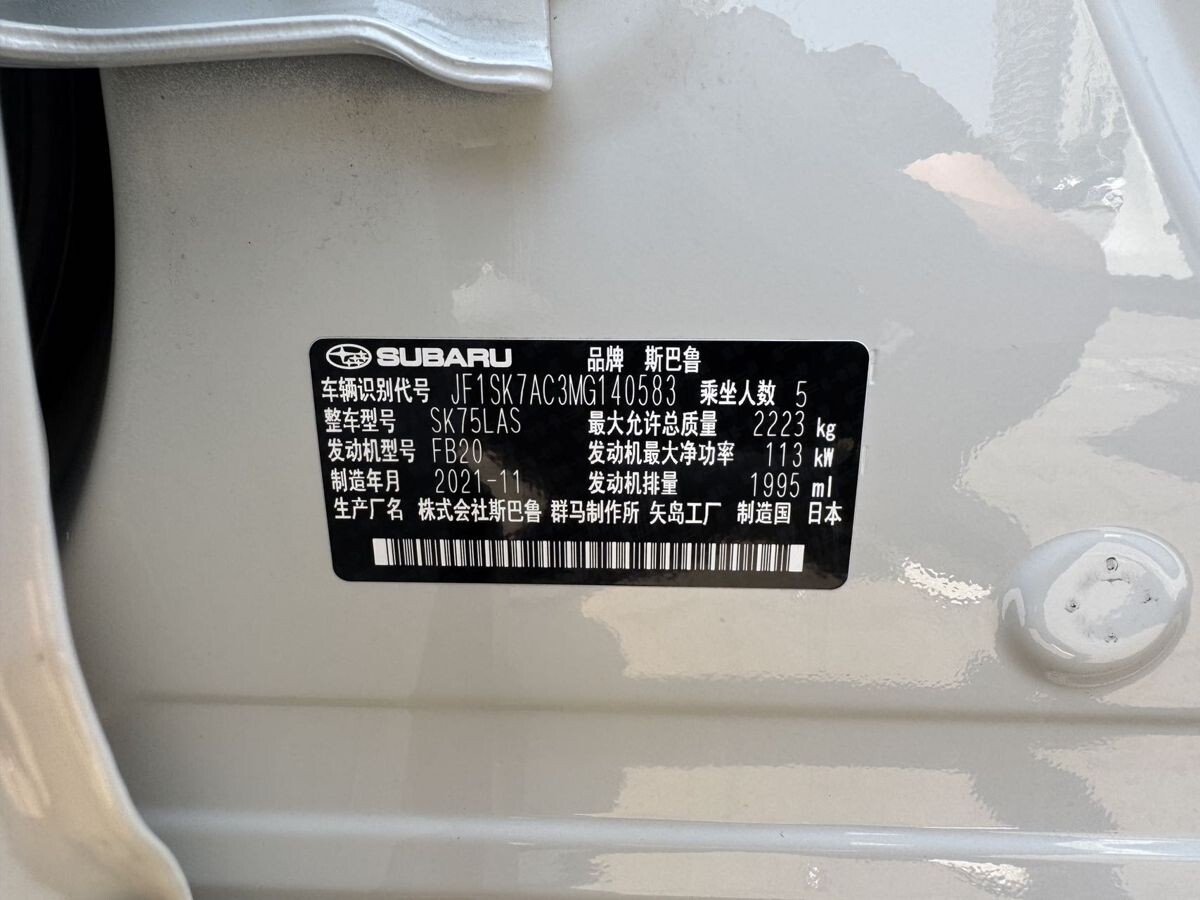 SUBARU 品牌 斯巴鲁
车辆识别代号 JF1SK7AC3MG140583 乘坐人数 5
整车型号 SK75LAS 最大允许总质量 2223 kg
发动机型号 FB20 发动机最大净功率 113 kW
制造年月 2021-11 发动机排量 1995 ml
生产厂名 株式会社斯巴鲁 群马制作所 矢岛工厂 制造国 日本